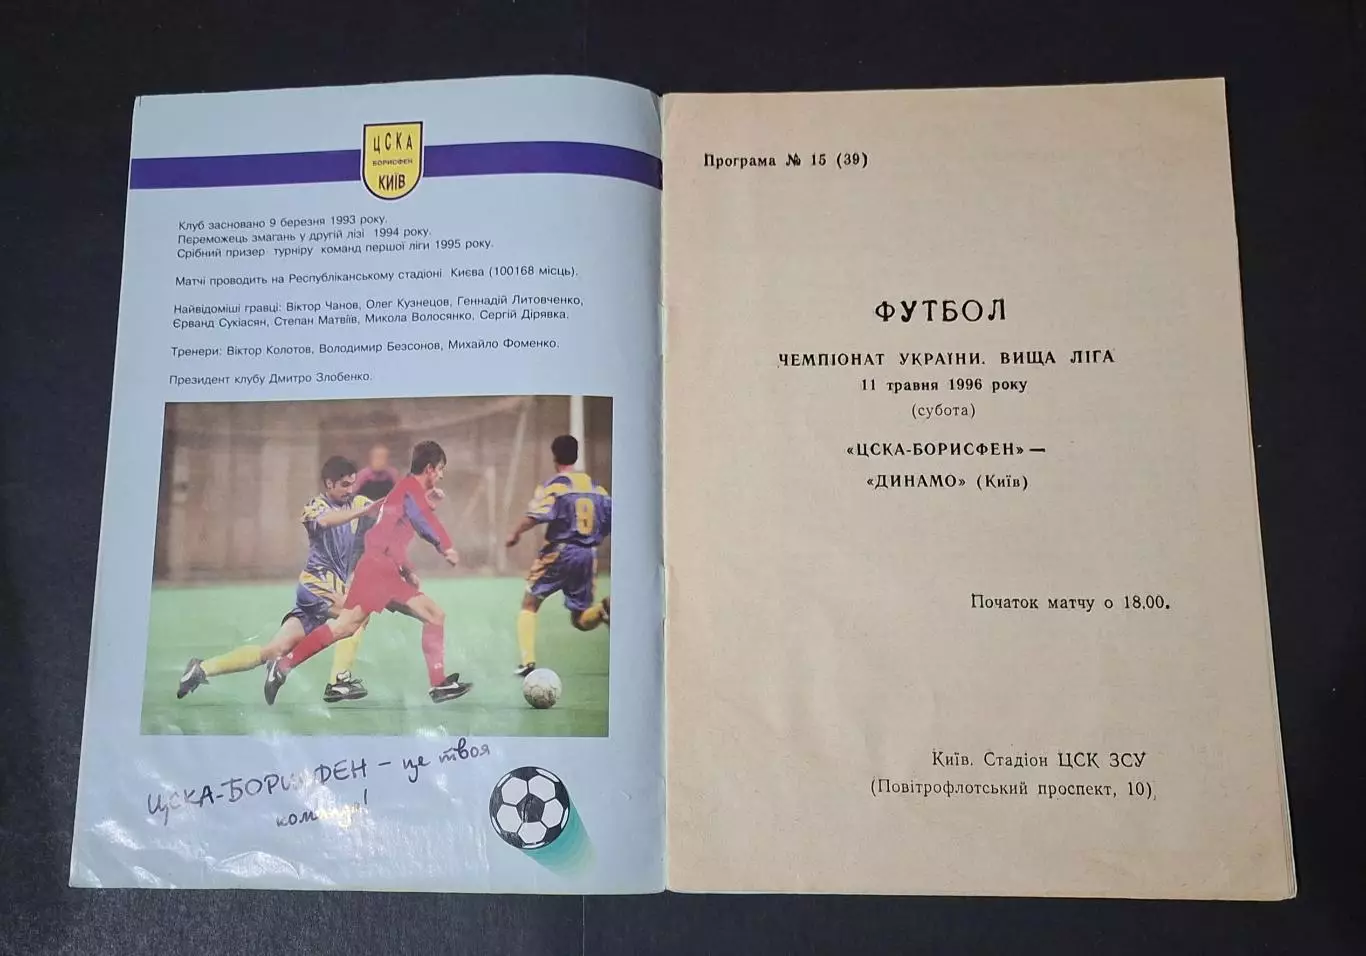 ЦСКА
БОРИСФЕН
КИЇВ
Клуб засновано 9 березня 1993 року.
Переможець змагань у другій лізі 1994 року.
Срібний призер турніру команд першої ліги 1995 року.
Матчі проводить на Республіканському стадіоні Києва (100168 місць).
Найвідоміші гравці: Віктор Чанов, Олег Кузнецов, Геннадій Литовченко,
Єрванд Сукіасян, Степан Матвіїв, Микола Волосянко, Сергій Дірявка.
Тренери: Віктор Колотов, Володимир Безсонов, Михайло Фоменко.
Президент клубу Дмитро Злобенко.
8
ЦСКА-БОРИСФЕН – це твоя
команда!
Програма № 15 (39)
ФУТБОЛ
ЧЕМПІОНАТ УКРАЇНИ. ВИЩА ЛІГА
11 травня 1996 року
(субота)
«ЦСКА-БОРИСФЕН» —
«ДИНАМО» (Київ)
Початок матчу о 18.00.
Київ. Стадіон ЦСК ЗСУ
(Повітрофлотський проспект, 10).